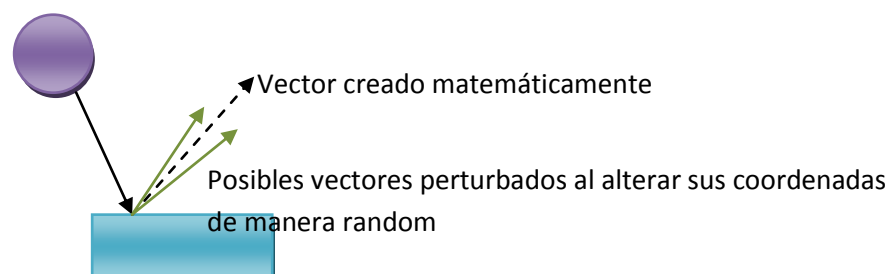 Vector creado matemáticamente
Posibles vectores perturbados al alterar sus coordenadas
de manera random